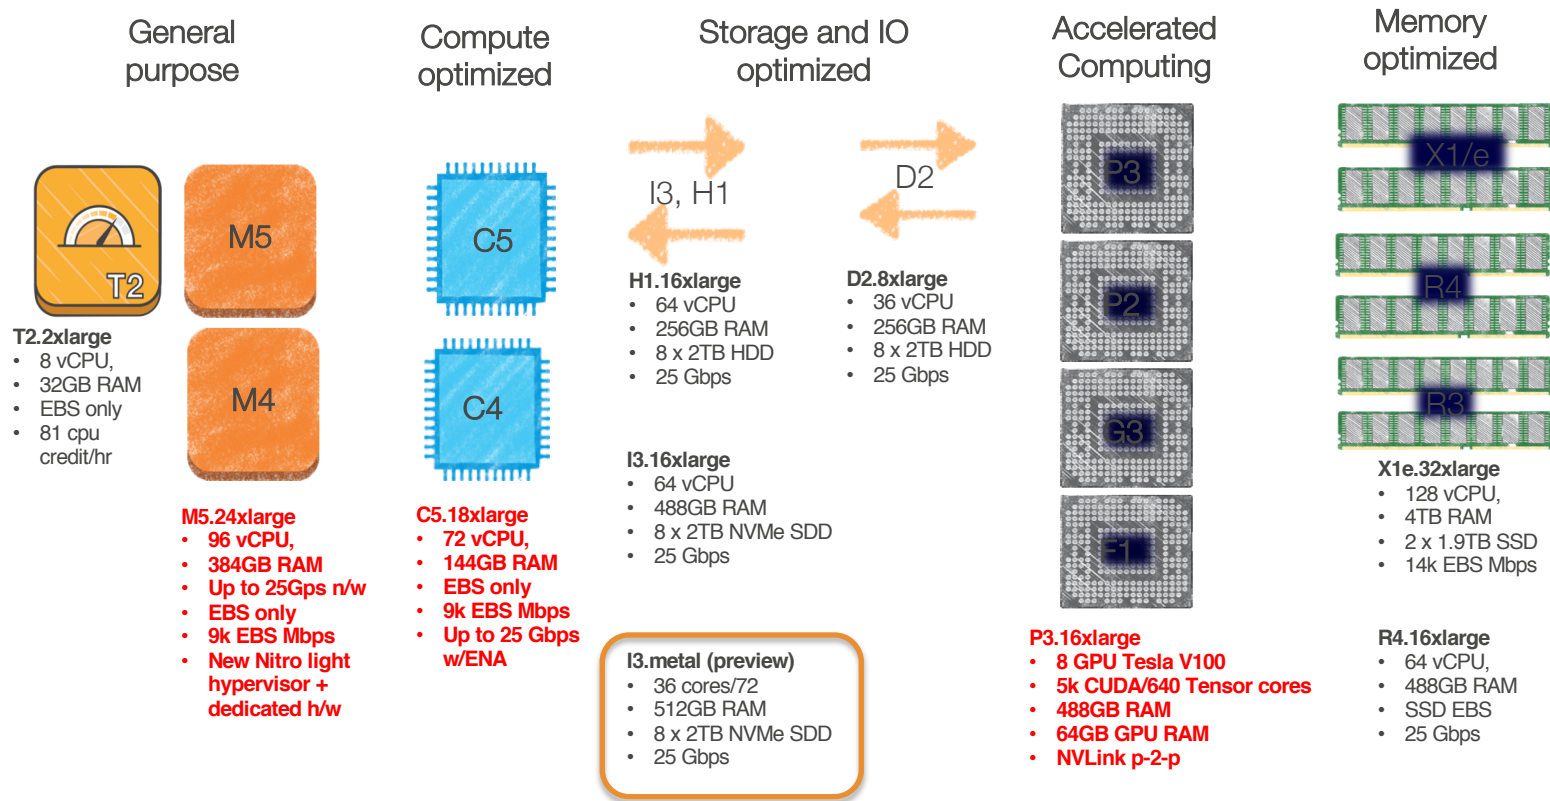 General
purpose
Compute
optimized
Storage and IO
optimized
Accelerated
Computing
Memory
optimized
T2
M5
M4
C5
C4
I3, H1
D2
P3
P2
G3
F1
X1/e
R4
R3
T2.2xlarge
• 8 vCPU,
• 32GB RAM
• EBS only
• 81 cpu
credit/hr
M5.24xlarge
• 96 vCPU,
• 384GB RAM
• Up to 25Gps n/w
• EBS only
• 9k EBS Mbps
• New Nitro light
hypervisor +
dedicated h/w
C5.18xlarge
• 72 vCPU,
• 144GB RAM
• EBS only
• 9k EBS Mbps
• Up to 25 Gbps
w/ENA
H1.16xlarge
• 64 vCPU
• 256GB RAM
• 8 x 2TB HDD
• 25 Gbps
D2.8xlarge
• 36 vCPU
• 256GB RAM
• 8 x 2TB HDD
• 25 Gbps
I3.16xlarge
• 64 vCPU
• 488GB RAM
• 8 x 2TB NVMe SDD
• 25 Gbps
I3.metal (preview)
• 36 cores/72
• 512GB RAM
• 8 x 2TB NVMe SDD
• 25 Gbps
P3.16xlarge
• 8 GPU Tesla V100
• 5k CUDA/640 Tensor cores
• 488GB RAM
• 64GB GPU RAM
• NVLink p-2-p
X1e.32xlarge
• 128 vCPU,
• 4TB RAM
• 2 x 1.9TB SSD
• 14k EBS Mbps
R4.16xlarge
• 64 vCPU,
• 488GB RAM
• SSD EBS
• 25 Gbps